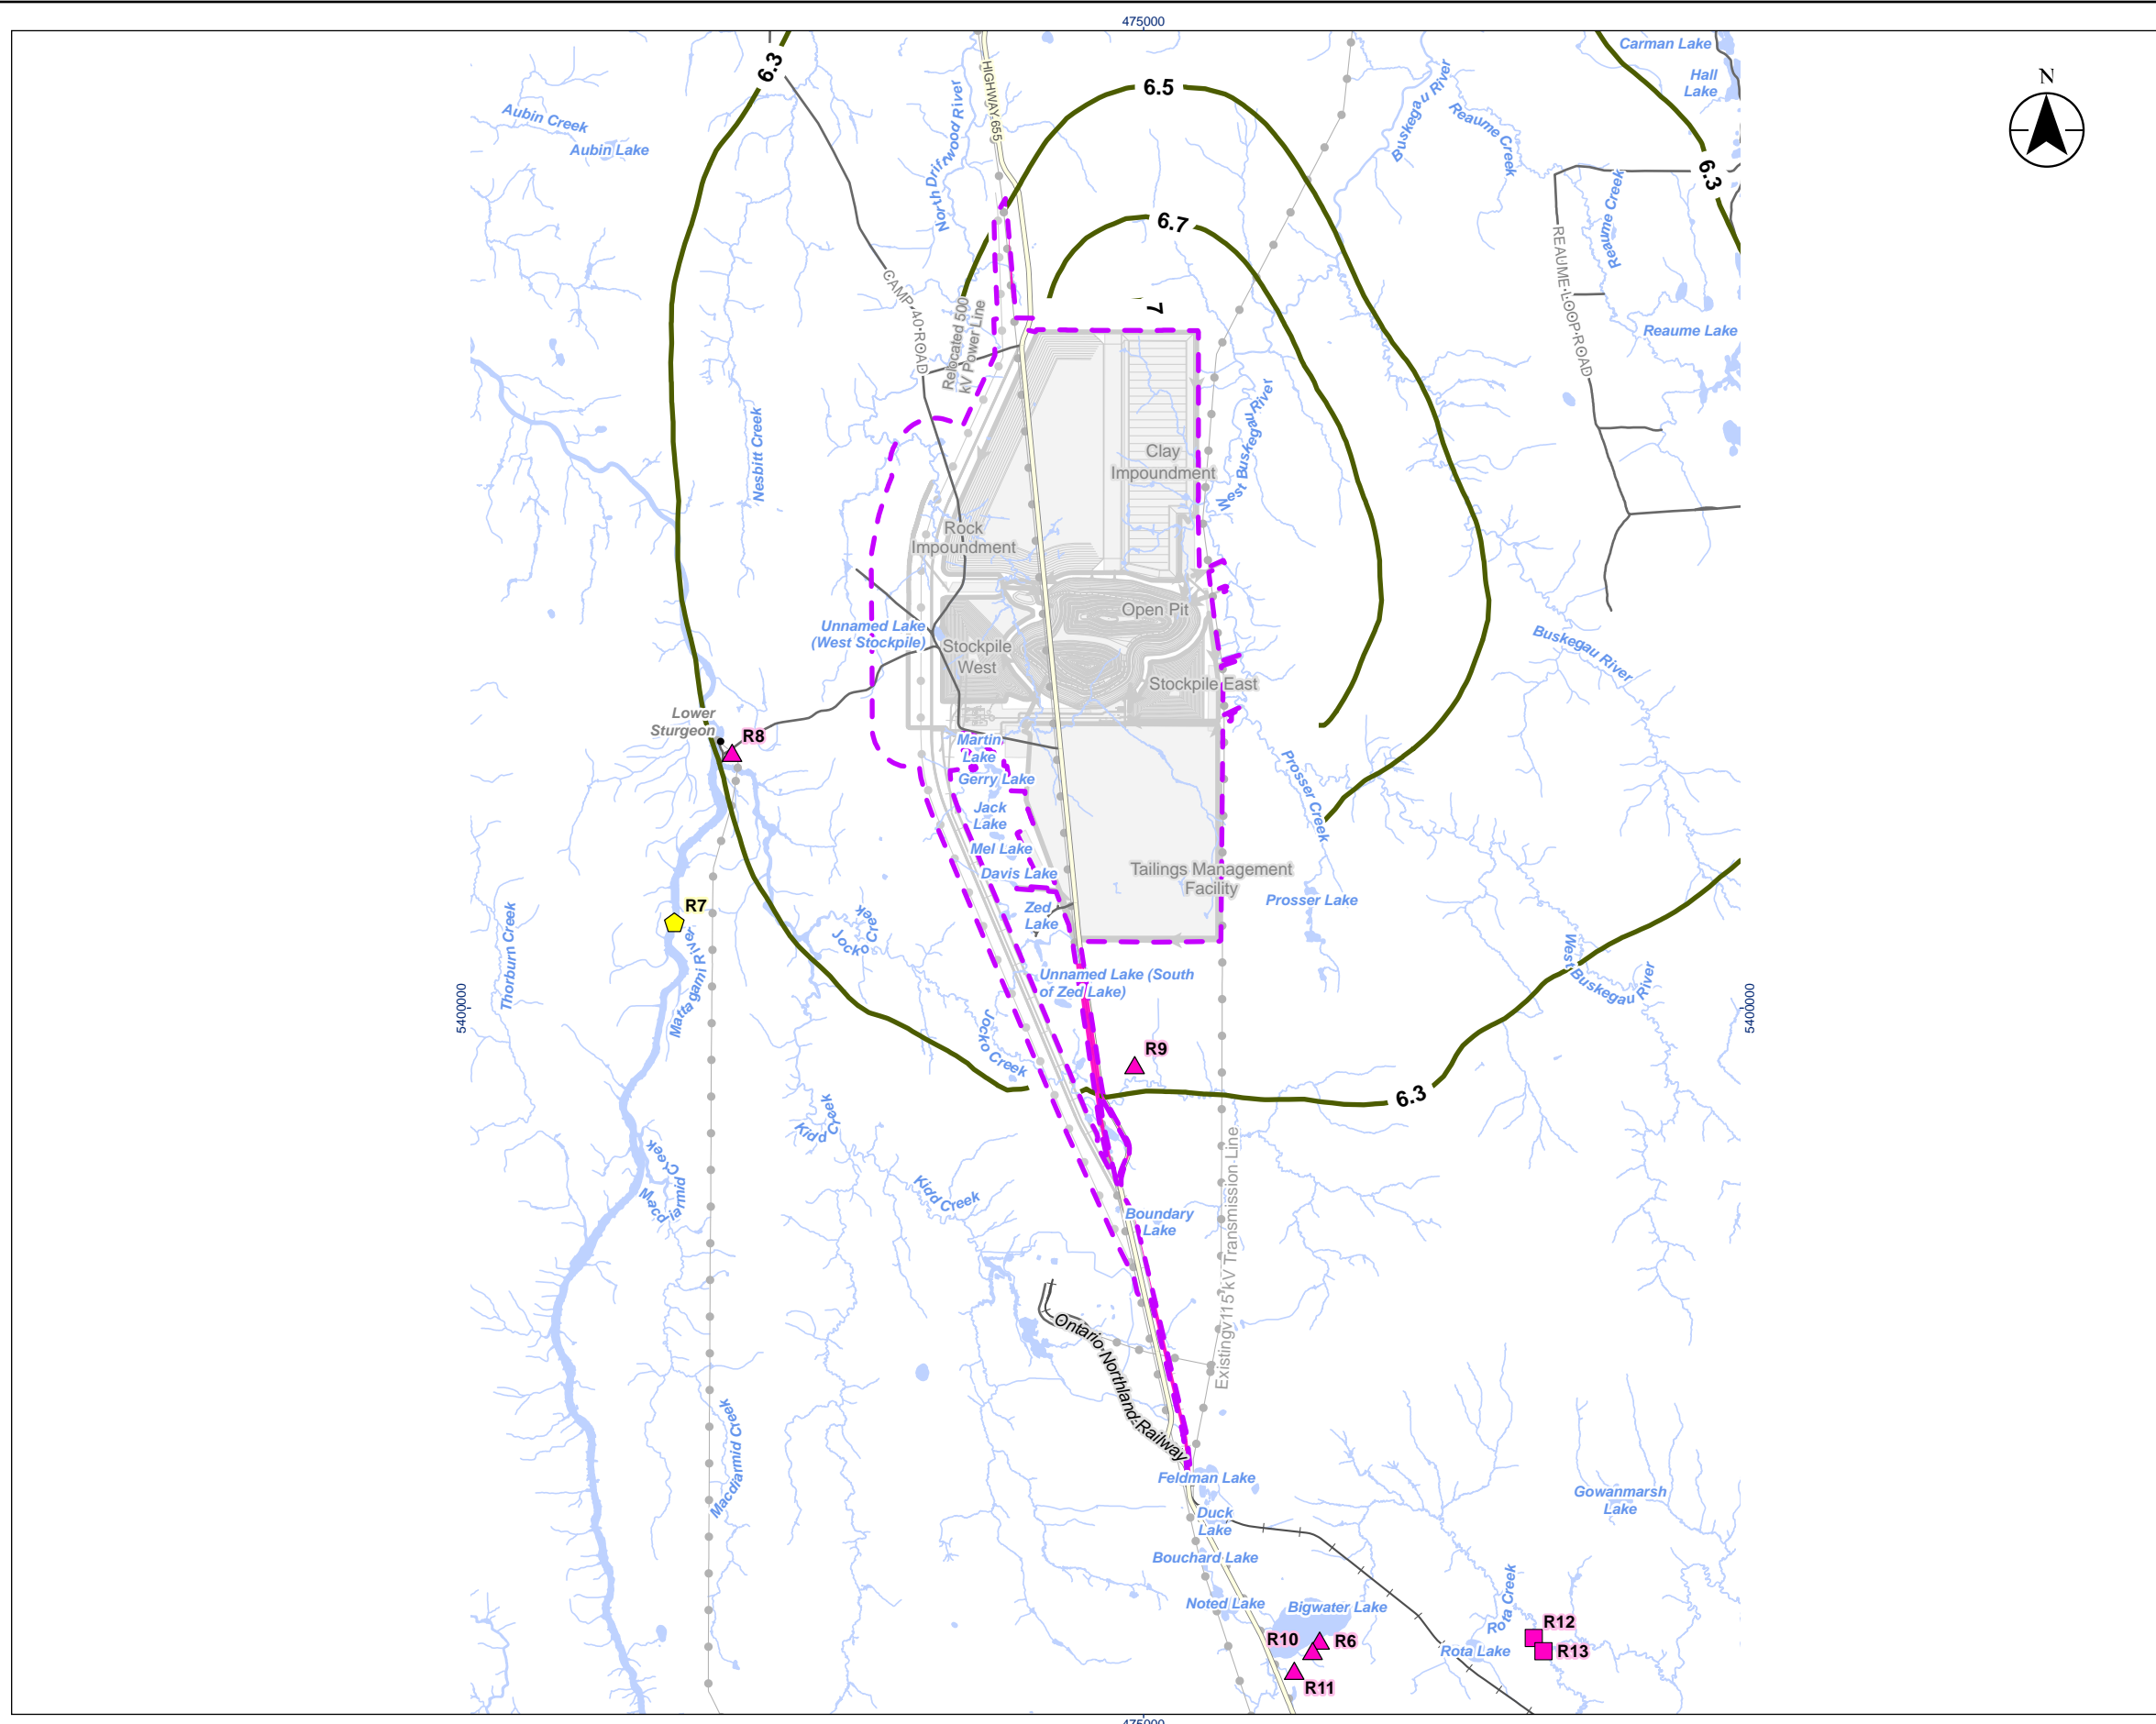 475000
Carman Lake
Hall
Lake
N
6.3
HIGHWAY 655
6.5
Buskegau River
Reaume Creek
Aubin Creek
Aubin Lake
North Driftwood River
6.3
REAUME LOOP ROAD
Reaume Creek
6.7
CAMP 40 ROAD
Relocated 500
kV Power Line
7
Reaume Lake
Nesbitt Creek
West Buskegau River
Clay
Impoundment
Rock
Impoundment
Open Pit
Unnamed Lake
(West Stockpile)
Stockpile
West
Buskegau River
Stockpile East
Lower
Sturgeon
R8
Martin
Lake
Gerry Lake
Jack
Lake
Prosser Creek
Mel Lake
Davis Lake
Tailings Management
Facility
Zed
Lake
Prosser Lake
R7
Jocko Creek
Thorburn Creek
Mattagami River
West Buskegau River
Unnamed Lake (South
of Zed Lake)
5400000
5400000
Jocko Creek
R9
6.3
Kidd Creek
Macdiarmid Creek
Kidd Creek
Existing 115 kV Transmission Line
Boundary
Lake
Ontario Northland Railway
Macdiarmid Creek
Feldman Lake
Gowanmarsh
Lake
Duck
Lake
Bouchard Lake
Noted Lake
Bigwater Lake
Rota Creek
R12
R10
R6
Rota Lake
R13
R11
475000